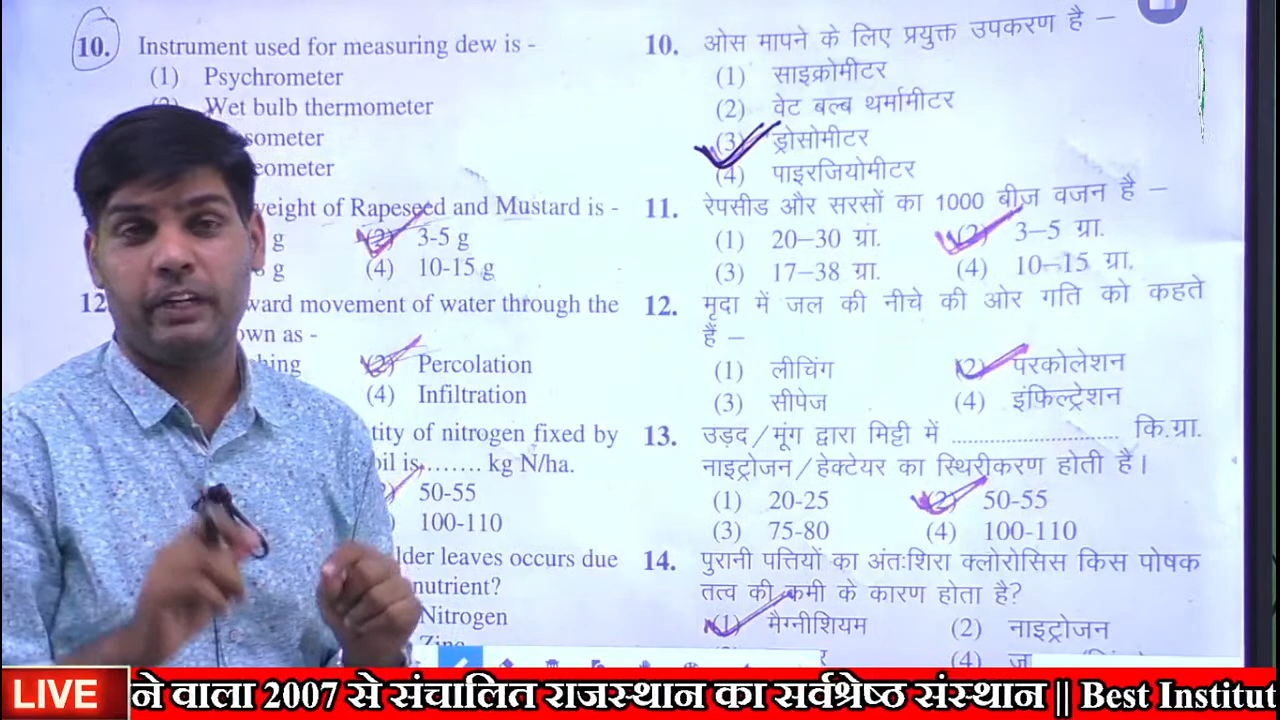 10. Instrument used for measuring dew is -
(1) Psychrometer
Wet bulb thermometer
someter
eometer
weight of Rapeseed and Mustard is -
g (2) 3-5 g
g (4) 10-15 g
12. ward movement of water through the
own as -
hing (2) Percolation
(4) Infiltration
tity of nitrogen fixed by
oil is........ kg N/ha.
50-55
100-110
lder leaves occurs due
nutrient?
Nitrogen
Zinc
10. ओस मापने के लिए प्रयुक्त उपकरण है –
(1) साइक्रोमीटर
(2) वेट बल्ब थर्मामीटर
(3) ड्रोसोमीटर
(4) पाइरजियोमीटर
11. रेपसीड और सरसों का 1000 बीज वजन है –
(1) 20–30 ग्रा. (2) 3–5 ग्रा.
(3) 17–38 ग्रा. (4) 10–15 ग्रा.
12. मृदा में जल की नीचे की ओर गति को कहते
हैं –
(1) लीचिंग (2) परकोलेशन
(3) सीपेज (4) इंफिल्ट्रेशन
13. उड़द/मूंग द्वारा मिट्टी में .............................. कि.ग्रा.
नाइट्रोजन/हेक्टेयर का स्थिरीकरण होती है।
(1) 20-25 (2) 50-55
(3) 75-80 (4) 100-110
14. पुरानी पत्तियों का अंतःशिरा क्लोरोसिस किस पोषक
तत्व की कमी के कारण होता है?
(1) मैग्नीशियम (2) नाइट्रोजन
(4)
LIVE ने वाला 2007 से संचालित राजस्थान का सर्वश्रेष्ठ संस्थान || Best Institut